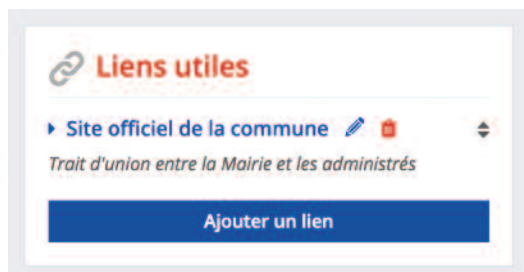 Liens utiles
Site officiel de la commune
Trait d'union entre la Mairie et les administrés
Ajouter un lien